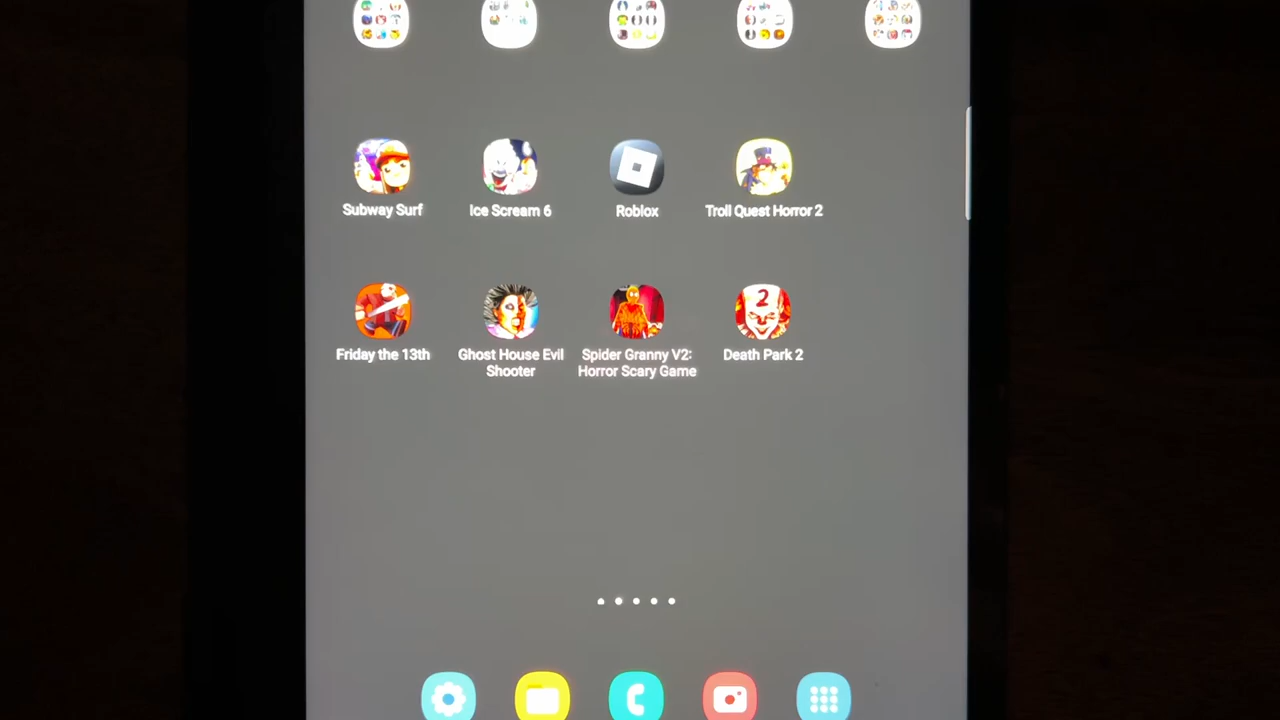 Subway Surf
Ice Scream 6
Roblox
Troll Quest Horror 2
Friday the 13th
Ghost House Evil
Shooter
Spider Granny V2:
Horror Scary Game
2
Death Park 2